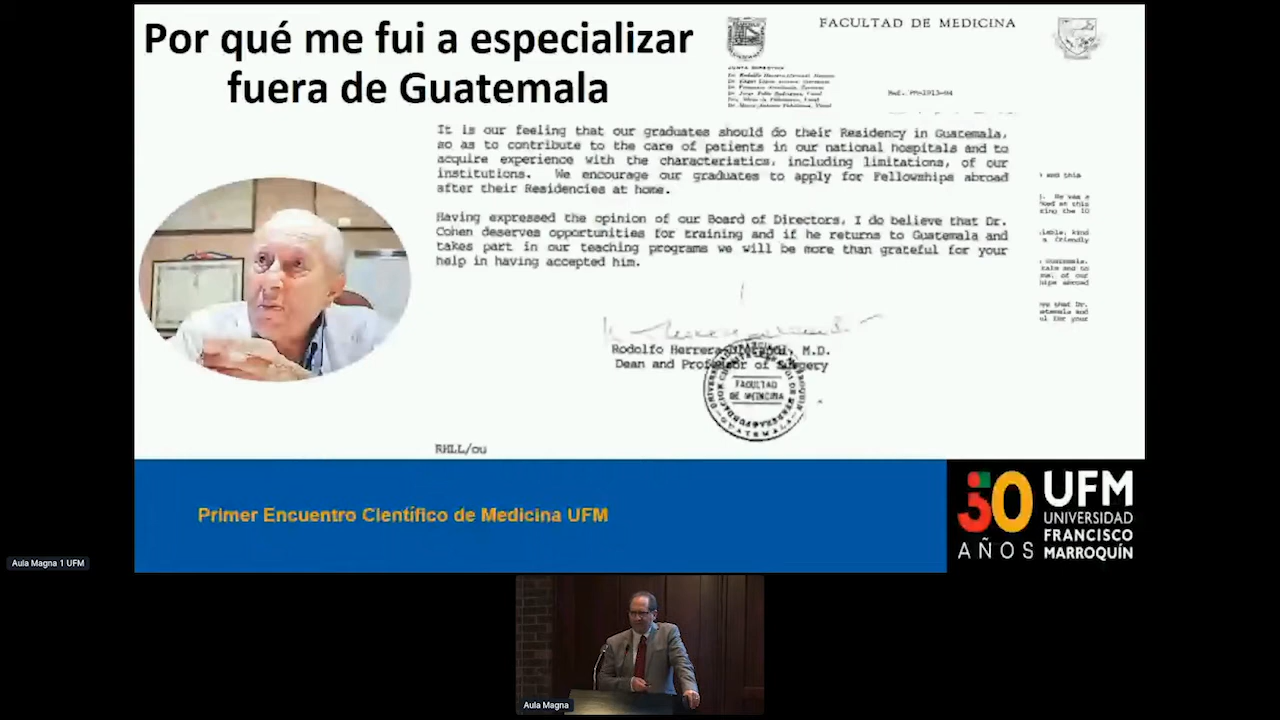 Por qué me fui a especializar
fuera de Guatemala
FACULTAD DE MEDICINA
JUNTA DIRECTIVA
It is our feeling that our graduates should do their Residency in Guatemala,
so as to contribute to the care of patients in our national hospitals and to
acquire experience with the characteristics, including limitations, of our
institutions. We encourage our graduates to apply for Fellowships abroad
after their Residencies at home.
Having expressed the opinion of our Board of Directors, I do believe that Dr.
Cohen deserves opportunities for training and if he returns to Guatemala and
takes part in our teaching programs we will be more than grateful for your
help in having accepted him.
Rodolfo Herrera M.D.
Dean and Professor of Surgery
FACULTAD
DE MEDICINA
GUATEMALA
RHLL/ou
Primer Encuentro Científico de Medicina UFM
50
AÑOS
UFM
UNIVERSIDAD
FRANCISCO
MARROQUÍN
Aula Magna 1 UFM
Aula Magna